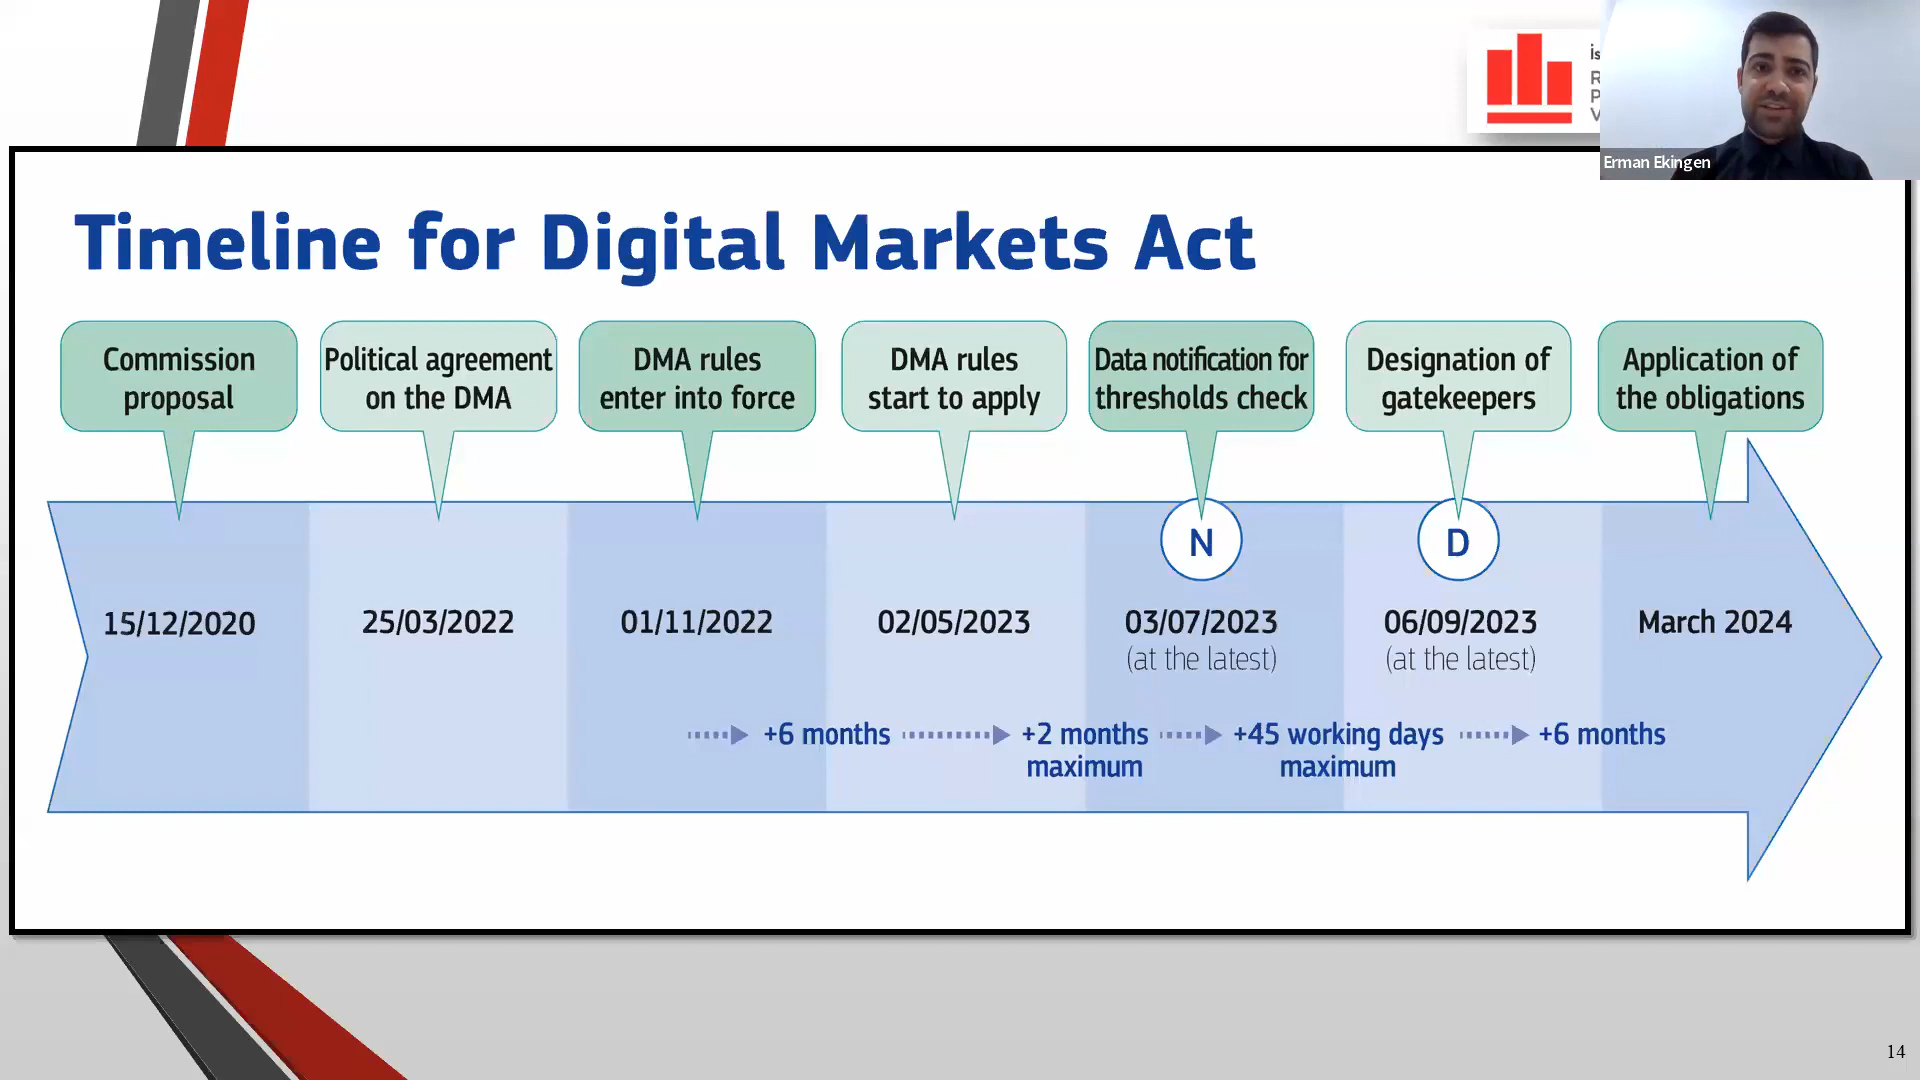 İs
R
P
V
Erman Ekingen
Timeline for Digital Markets Act
Commission
proposal
Political agreement
on the DMA
DMA rules
enter into force
DMA rules
start to apply
Data notification for
thresholds check
Designation of
gatekeepers
Application of
the obligations
N
D
15/12/2020
25/03/2022
01/11/2022
02/05/2023
03/07/2023
(at the latest)
06/09/2023
(at the latest)
March 2024
+6 months
+2 months
maximum
+45 working days
maximum
+6 months
14